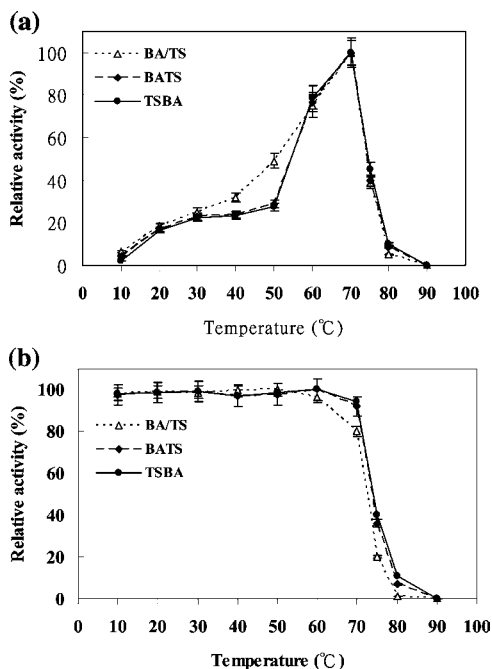 (a)
Relative activity (%)
100
80
60
40
20
0
BA/TS
BATS
TSBA
0 10 20 30 40 50 60 70 80 90 100
Temperature (℃)
(b)
Relative activity (%)
100
80
60
40
20
0
BA/TS
BATS
TSBA
0 10 20 30 40 50 60 70 80 90 100
Temperature (℃)